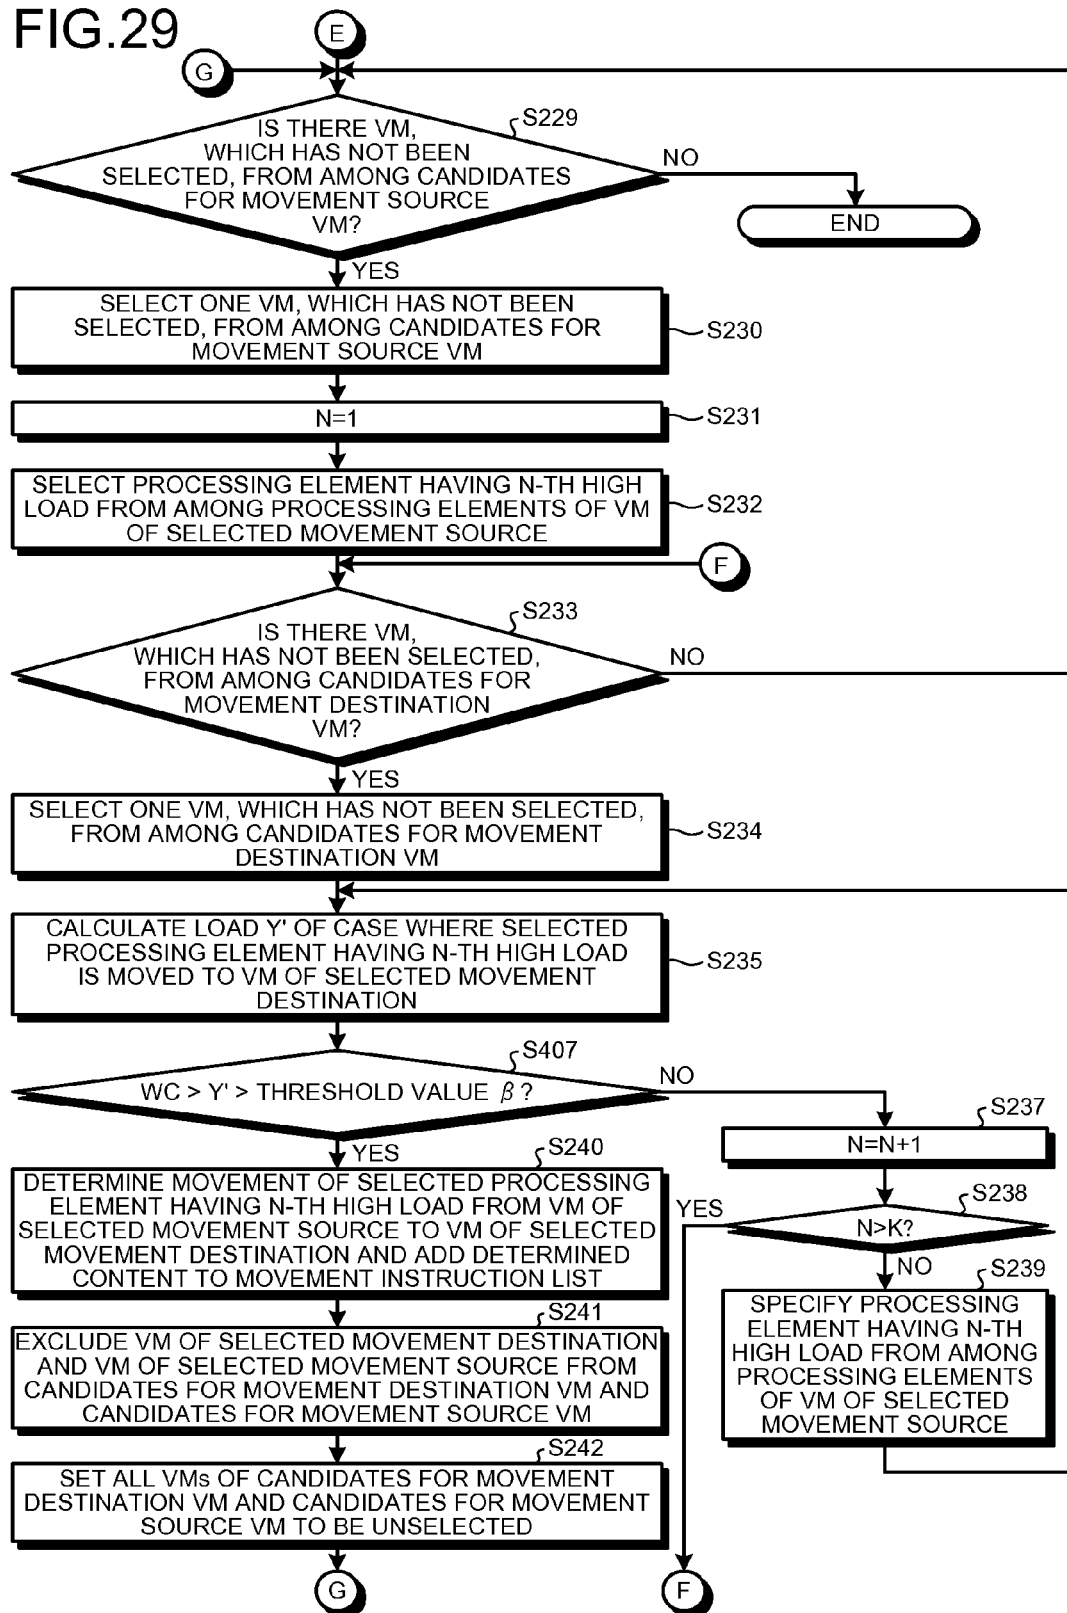 FIG.29
E
G
S229
IS THERE VM,
WHICH HAS NOT BEEN
SELECTED, FROM AMONG CANDIDATES
FOR MOVEMENT SOURCE
VM?
NO
END
YES
SELECT ONE VM, WHICH HAS NOT BEEN
SELECTED, FROM AMONG CANDIDATES FOR
MOVEMENT SOURCE VM
S230
N=1
S231
SELECT PROCESSING ELEMENT HAVING N-TH HIGH
LOAD FROM AMONG PROCESSING ELEMENTS OF VM
OF SELECTED MOVEMENT SOURCE
S232
F
S233
IS THERE VM,
WHICH HAS NOT BEEN SELECTED,
FROM AMONG CANDIDATES FOR
MOVEMENT DESTINATION
VM?
NO
YES
SELECT ONE VM, WHICH HAS NOT BEEN SELECTED,
FROM AMONG CANDIDATES FOR MOVEMENT
DESTINATION VM
S234
CALCULATE LOAD Y' OF CASE WHERE SELECTED
PROCESSING ELEMENT HAVING N-TH HIGH LOAD
IS MOVED TO VM OF SELECTED MOVEMENT
DESTINATION
S235
S407
WC > Y' > THRESHOLD VALUE β?
NO
YES
S237
N=N+1
S238
N>K?
YES
NO
S239
SPECIFY PROCESSING
ELEMENT HAVING N-TH
HIGH LOAD FROM AMONG
PROCESSING ELEMENTS
OF VM OF SELECTED
MOVEMENT SOURCE
S240
DETERMINE MOVEMENT OF SELECTED PROCESSING
ELEMENT HAVING N-TH HIGH LOAD FROM VM OF
SELECTED MOVEMENT SOURCE TO VM OF SELECTED
MOVEMENT DESTINATION AND ADD DETERMINED
CONTENT TO MOVEMENT INSTRUCTION LIST
S241
EXCLUDE VM OF SELECTED MOVEMENT DESTINATION
AND VM OF SELECTED MOVEMENT SOURCE FROM
CANDIDATES FOR MOVEMENT DESTINATION VM AND
CANDIDATES FOR MOVEMENT SOURCE VM
S242
SET ALL VMs OF CANDIDATES FOR MOVEMENT
DESTINATION VM AND CANDIDATES FOR MOVEMENT
SOURCE VM TO BE UNSELECTED
G
F